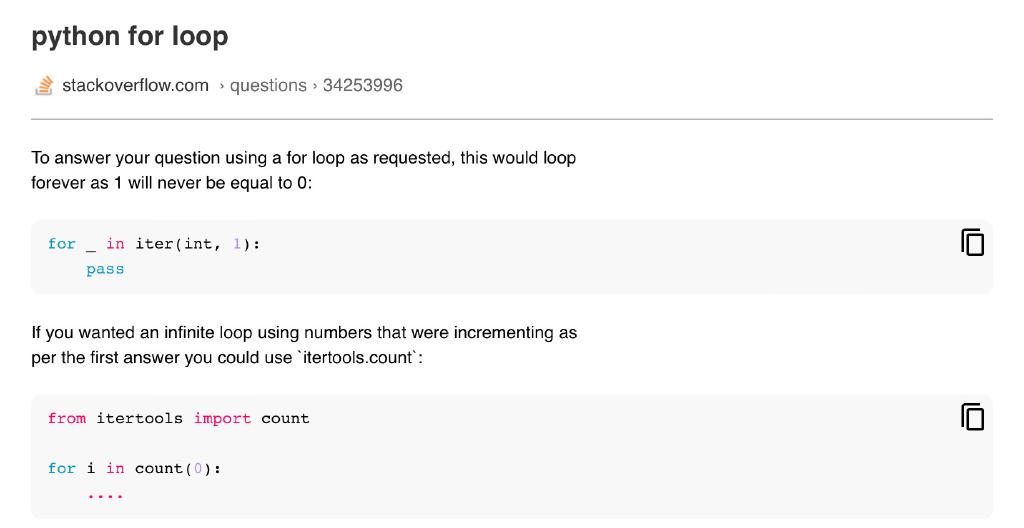 python for loop
stackoverflow.com › questions › 34253996
To answer your question using a for loop as requested, this would loop
forever as 1 will never be equal to 0:
for _ in iter(int, 1):
    pass
If you wanted an infinite loop using numbers that were incrementing as
per the first answer you could use `itertools.count`:
from itertools import count
for i in count(0):
    ....